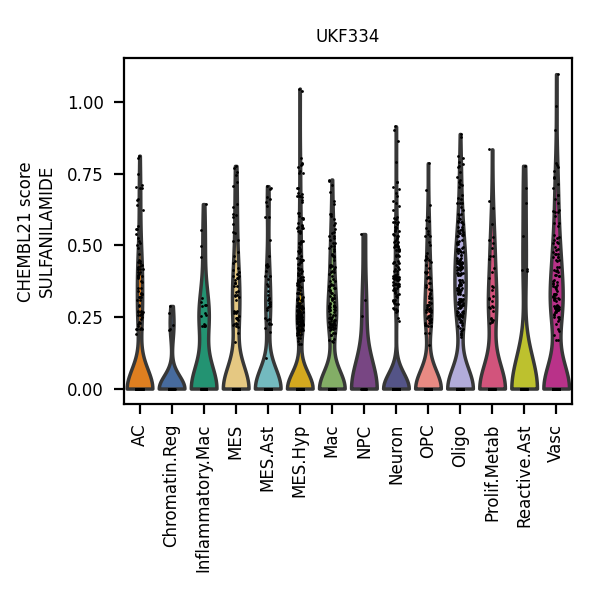 UKF334
CHEMBL21 score
SULFANILAMIDE
1.00
0.75
0.50
0.25
0.00
AC
Chromatin.Reg
Inflammatory.Mac
MES
MES.Ast
MES.Hyp
Mac
NPC
Neuron
OPC
Oligo
Prolif.Metab
Reactive.Ast
Vasc